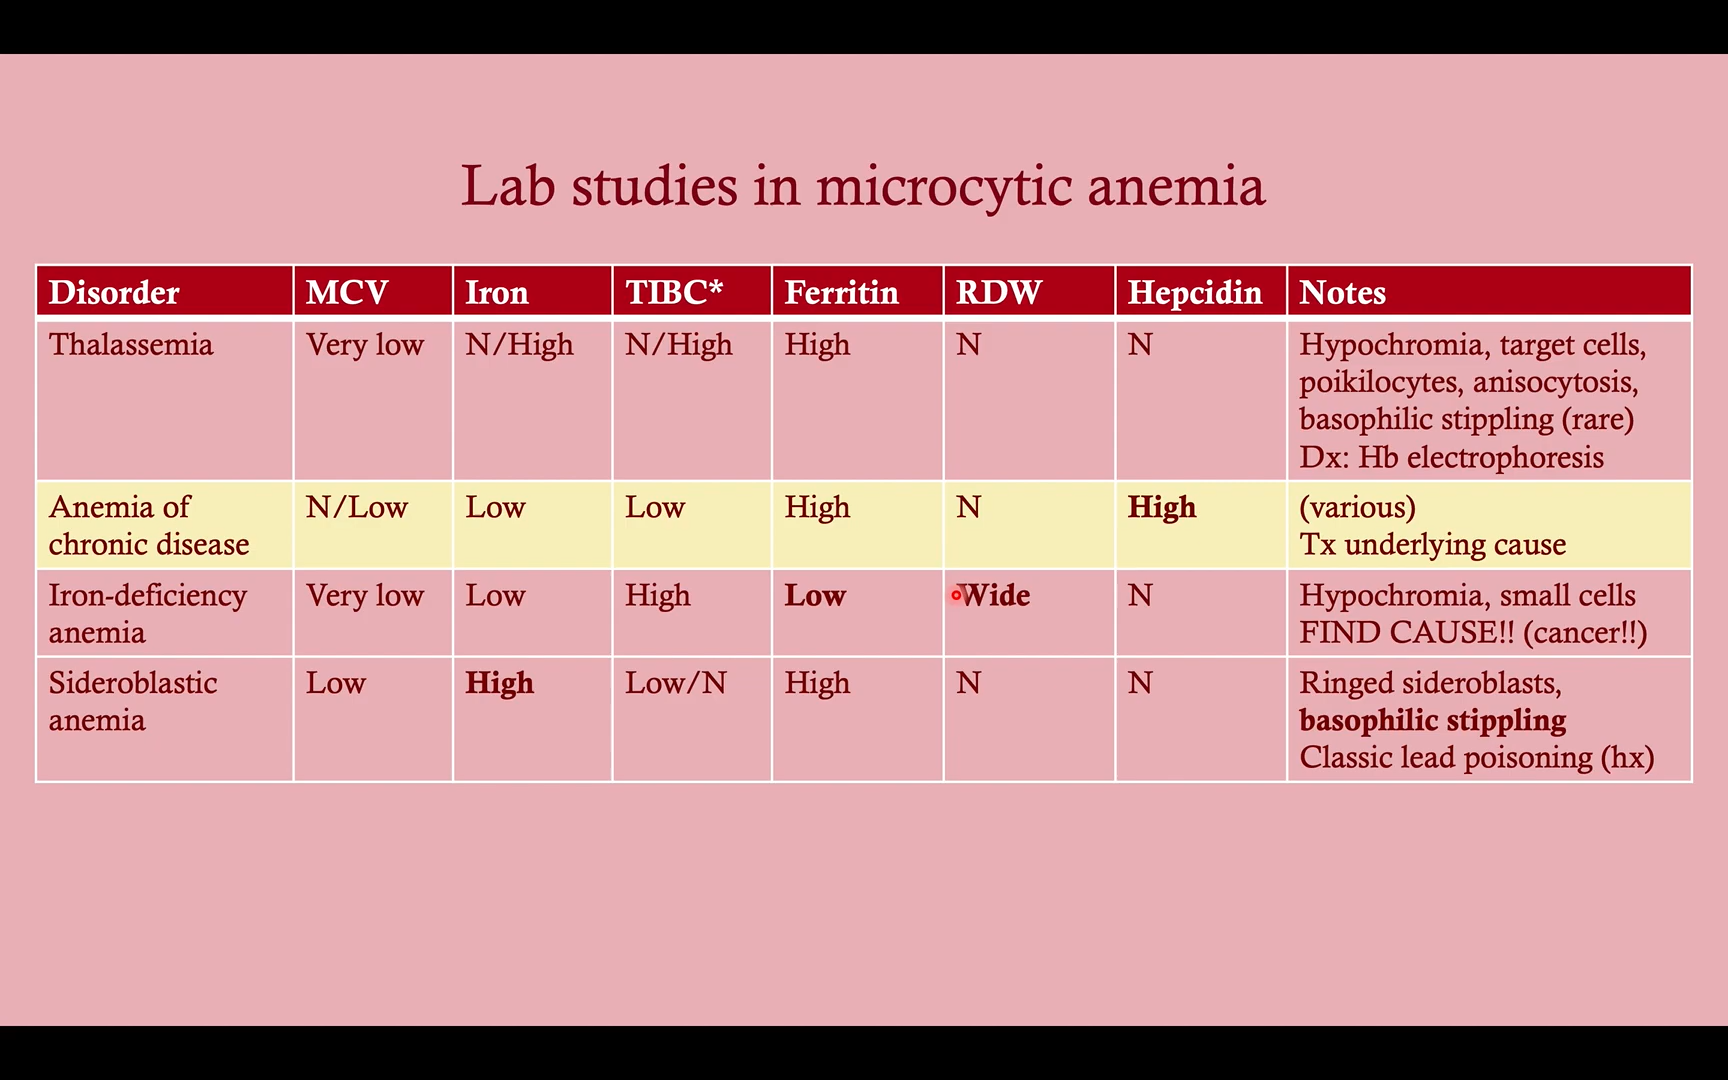 Lab studies in microcytic anemia
Disorder MCV Iron TIBC* Ferritin RDW Hepcidin Notes
Thalassemia Very low N/High N/High High N N Hypochromia, target cells,
poikilocytes, anisocytosis,
basophilic stippling (rare)
Dx: Hb electrophoresis
Anemia of N/Low Low Low High N High (various)
chronic disease Tx underlying cause
Iron-deficiency Very low Low High Low Wide N Hypochromia, small cells
anemia FIND CAUSE!! (cancer!!)
Sideroblastic Low High Low/N High N N Ringed sideroblasts,
anemia basophilic stippling
Classic lead poisoning (hx)